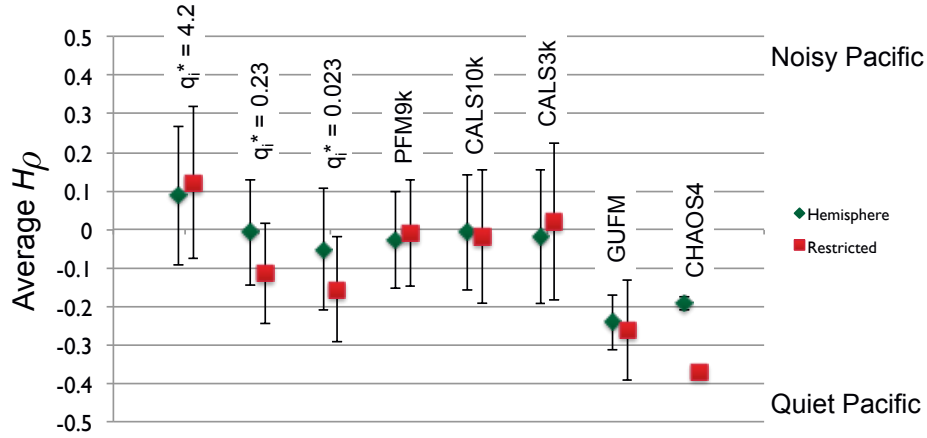 0.5
0.4
0.3
0.2
0.1
0
-0.1
-0.2
-0.3
-0.4
-0.5
Average Hρ
qi* = 4.2
qi* = 0.23
qi* = 0.023
PFM9k
CALS10k
CALS3k
GUFM
CHAOS4
Noisy Pacific
Hemisphere
Restricted
Quiet Pacific